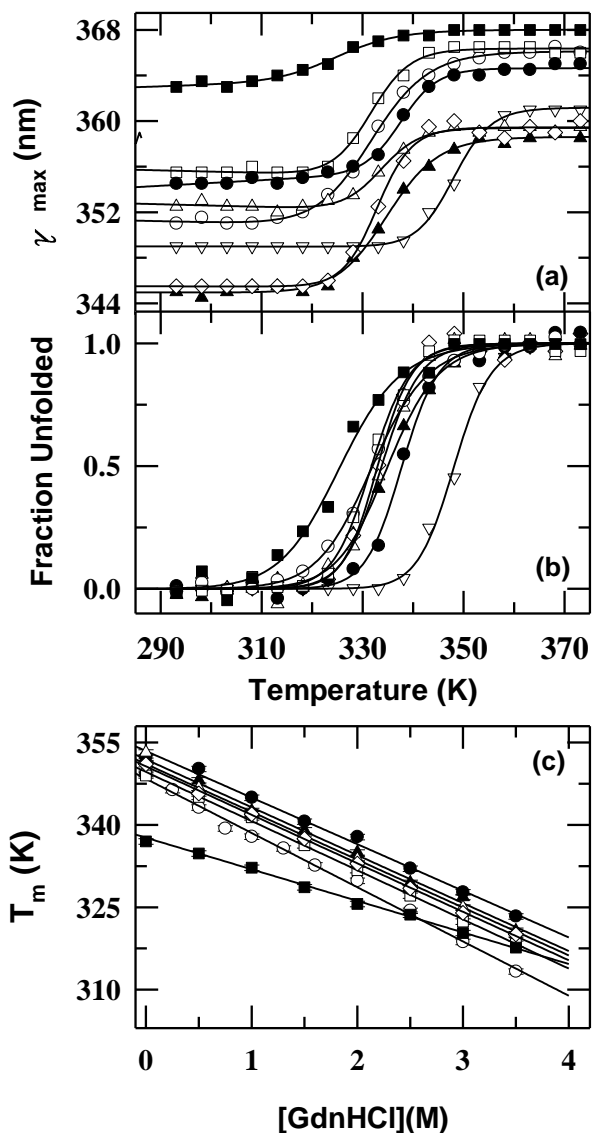 368
360
352
344
γ max (nm)
(a)
1.0
0.5
0.0
Fraction Unfolded
(b)
290 310 330 350 370
Temperature (K)
355
340
325
310
Tm (K)
(c)
0 1 2 3 4
[GdnHCl](M)